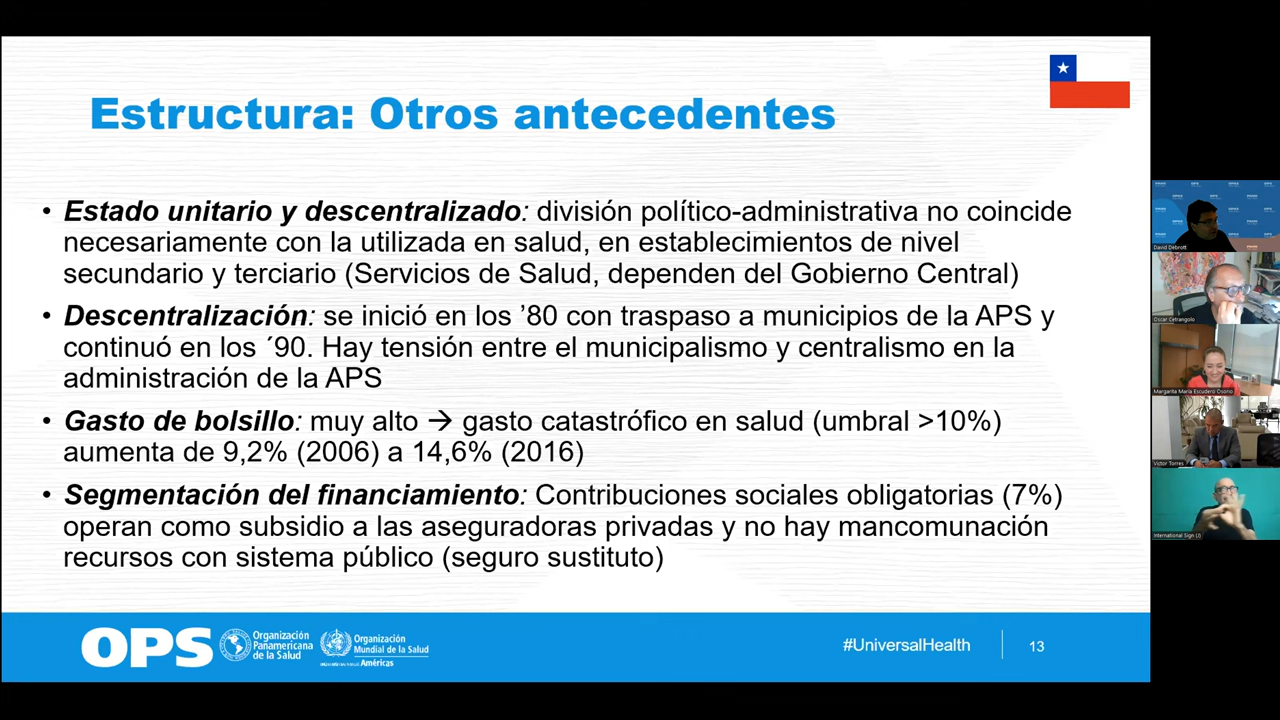 Estructura: Otros antecedentes
• Estado unitario y descentralizado: división político-administrativa no coincide
necesariamente con la utilizada en salud, en establecimientos de nivel
secundario y terciario (Servicios de Salud, dependen del Gobierno Central)
• Descentralización: se inició en los ’80 con traspaso a municipios de la APS y
continuó en los ´90. Hay tensión entre el municipalismo y centralismo en la
administración de la APS
• Gasto de bolsillo: muy alto → gasto catastrófico en salud (umbral >10%)
aumenta de 9,2% (2006) a 14,6% (2016)
• Segmentación del financiamiento: Contribuciones sociales obligatorias (7%)
operan como subsidio a las aseguradoras privadas y no hay mancomunación
recursos con sistema público (seguro sustituto)
OPS
Organización
Panamericana
de la Salud
Organización
Mundial de la Salud
Américas
#UniversalHealth
13
David Debrott
Oscar Cetrangolo
Margarita María Escudero Osorio
Victor Torres
International Sign (J)